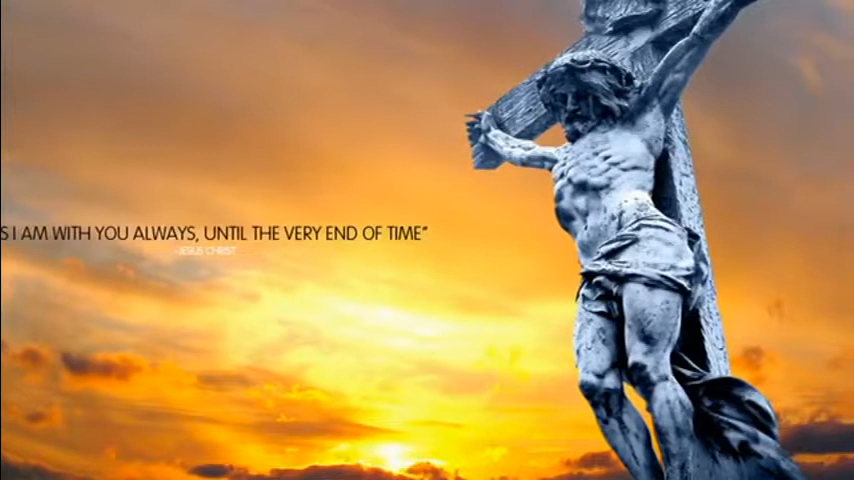 S I AM WITH YOU ALWAYS, UNTIL THE VERY END OF TIME”
-JESUS CHRIST